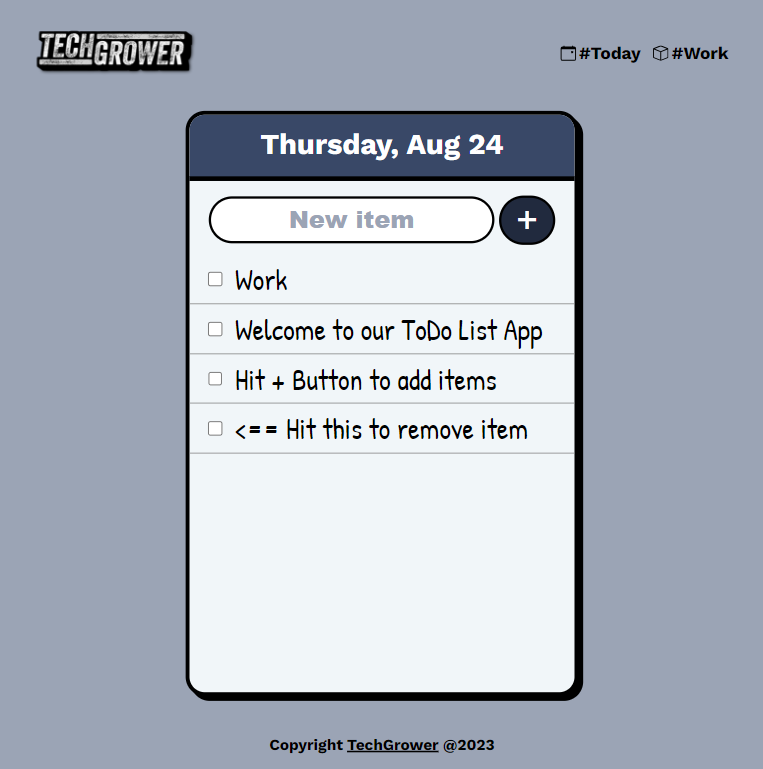 TECHGROWER
#Today #Work
Thursday, Aug 24
New item +
Work
Welcome to our ToDo List App
Hit + Button to add items
<== Hit this to remove item
Copyright TechGrower @2023